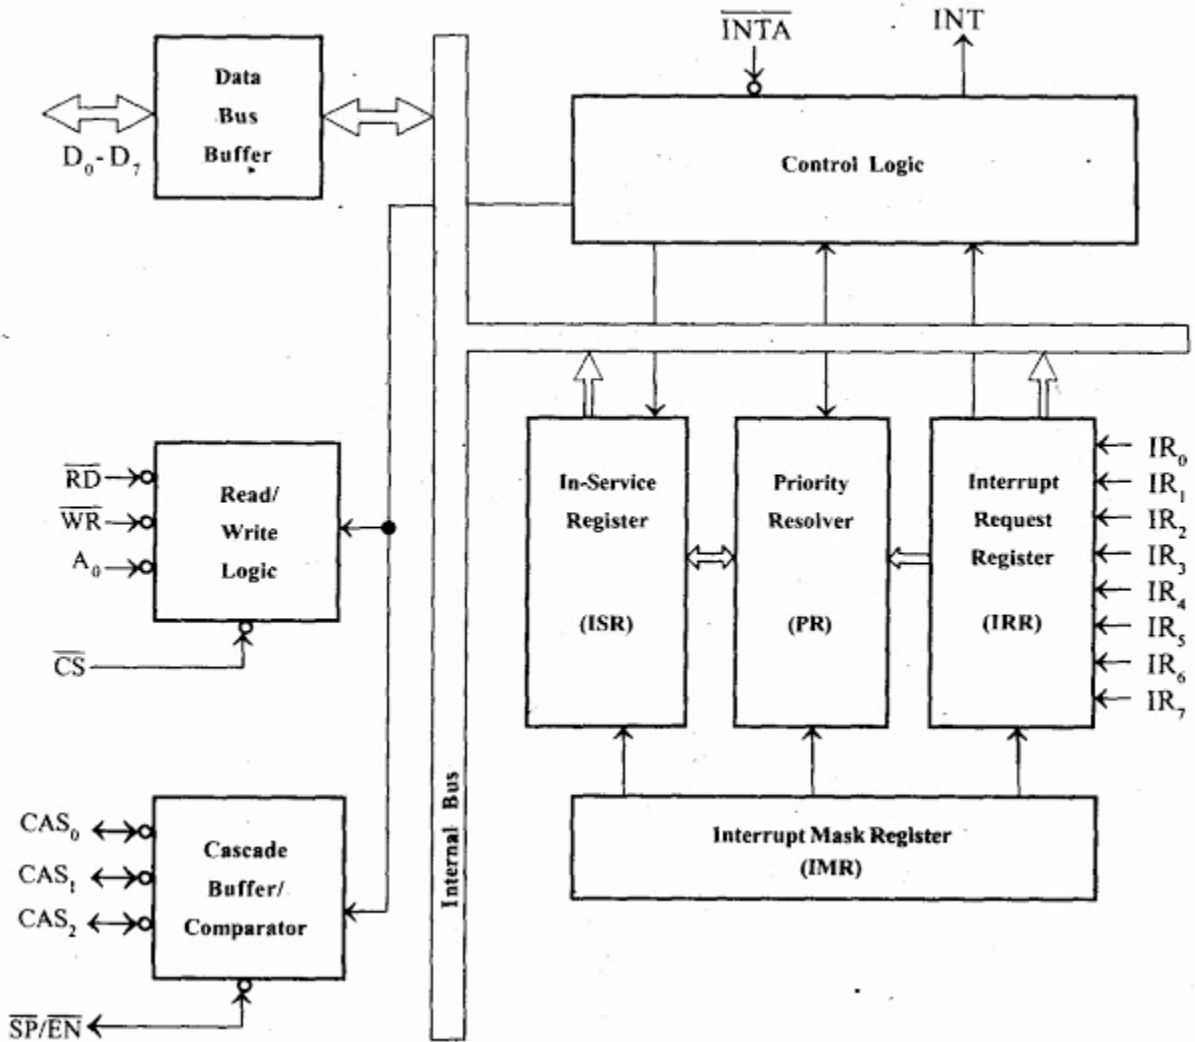 INTA
INT
Data
Bus
Buffer
D0-D7
Control Logic
RD
WR
A0
CS
Read/
Write
Logic
In-Service
Register
(ISR)
Priority
Resolver
(PR)
Interrupt
Request
Register
(IRR)
IR0
IR1
IR2
IR3
IR4
IR5
IR6
IR7
CAS0
CAS1
CAS2
Cascade
Buffer/
Comparator
SP/EN
Internal Bus
Interrupt Mask Register
(IMR)